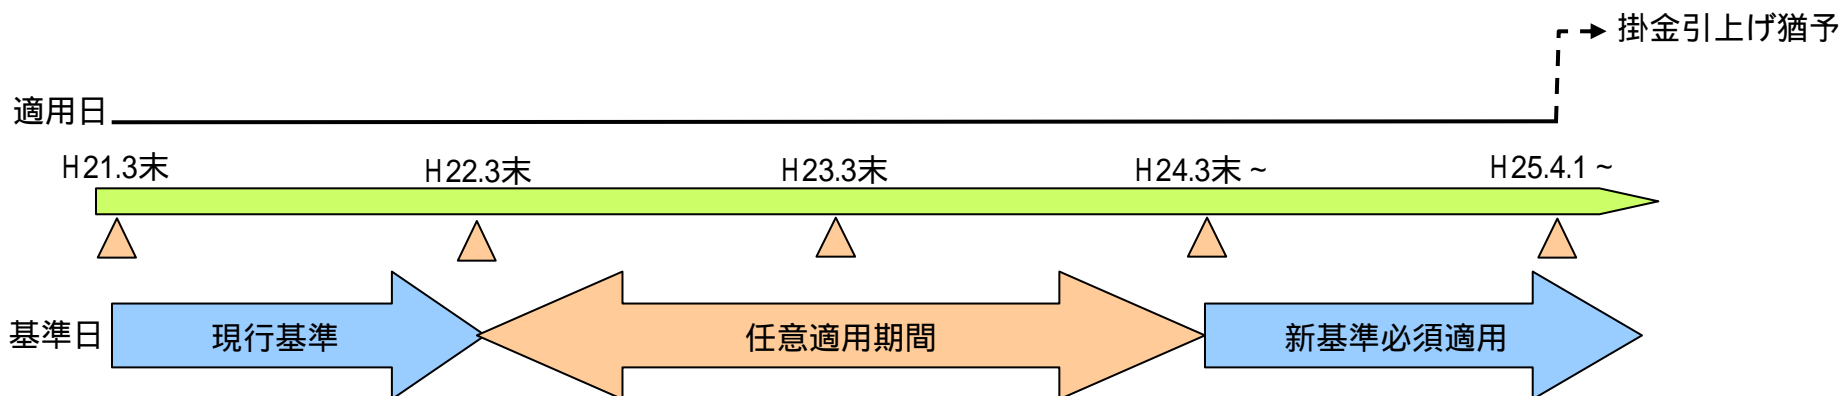 掛金引上げ猶予
適用日
H21.3末 H22.3末 H23.3末 H24.3末 ~ H25.4.1 ~
基準日 現行基準 任意適用期間 新基準必須適用